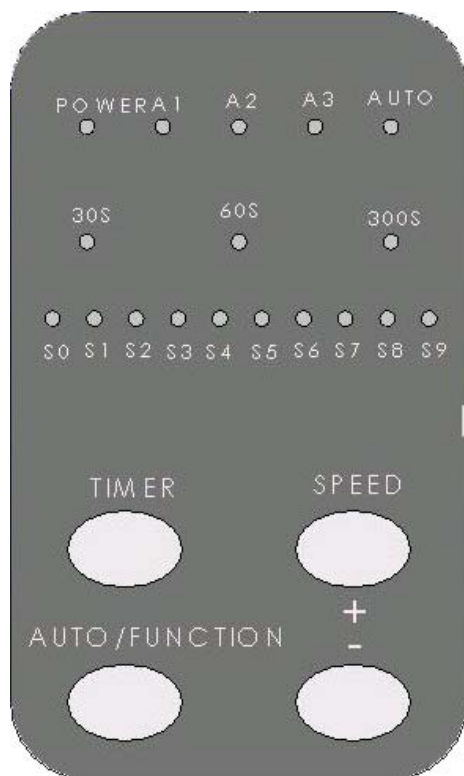 POWER A1 A2 A3 AUTO
30S 60S 300S
S0 S1 S2 S3 S4 S5 S6 S7 S8 S9
TIMER SPEED
+
AUTO/FUNCTION -